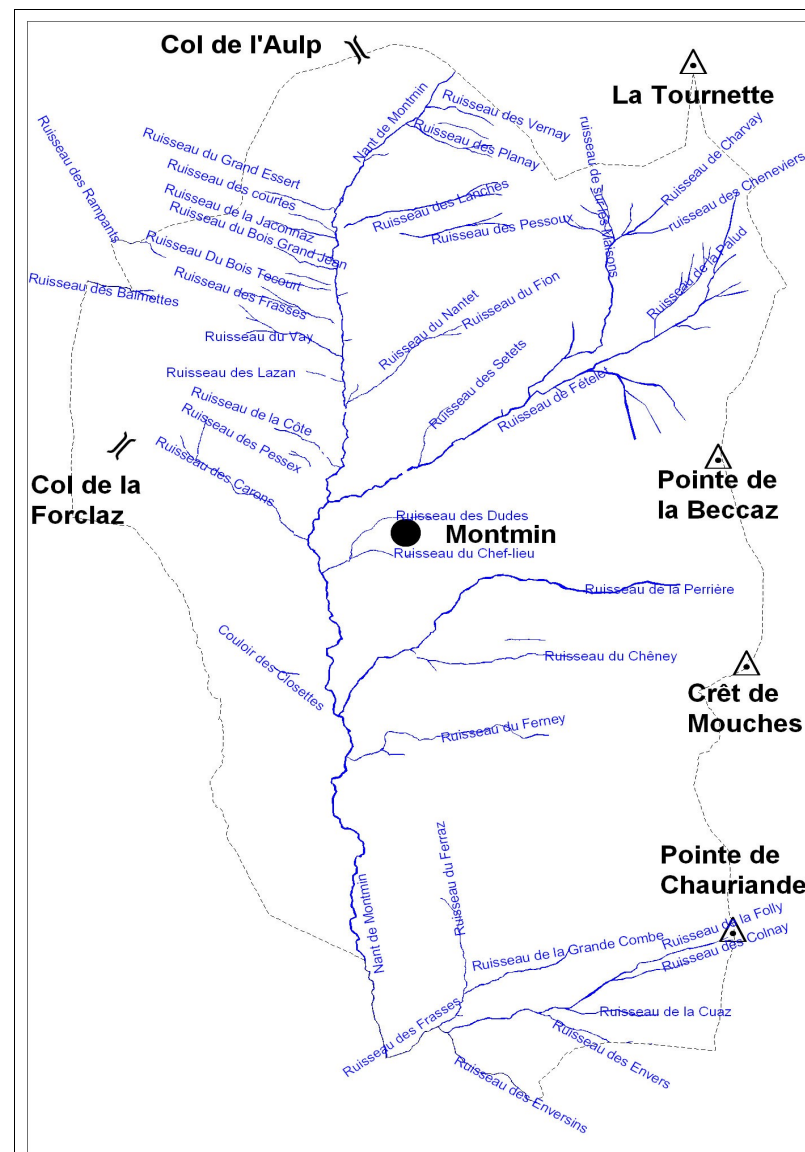 Col de l'Aulp
La Tournette
Nant de Montmin
Ruisseau des Vernay
Ruisseau des Planay
ruisseau de sur les Maisons
Ruisseau de Charvay
ruisseau des Cheneviers
Ruisseau des Rampants
Ruisseau du Grand Essert
Ruisseau des courtes
Ruisseau de la Jaconnaz
Ruisseau du Bois Grand Jean
Ruisseau des Lanches
Ruisseau des Pessoux
Ruisseau de la Palud
Ruisseau Du Bois Tecourt
Ruisseau des Balmettes
Ruisseau des Frasses
Ruisseau du Vay
Ruisseau du Nantet
Ruisseau du Fion
Ruisseau des Lazan
Ruisseau des Setets
Ruisseau de Fételet
Ruisseau de la Côte
Ruisseau des Pessex
Ruisseau des Carons
Col de la
Forclaz
Pointe de
la Beccaz
Ruisseau des Dudes
Montmin
Ruisseau du Chef-lieu
Ruisseau de la Perrière
Couloir des Closettes
Ruisseau du Chêney
Crêt de
Mouches
Ruisseau du Ferney
Pointe de
Chauriande
Nant de Montmin
Ruisseau du Ferraz
Ruisseau de la Folly
Ruisseau de la Grande Combe
Ruisseau des Colnay
Ruisseau des Frasses
Ruisseau de la Cuaz
Ruisseau des Envers
Ruisseau des Enversins